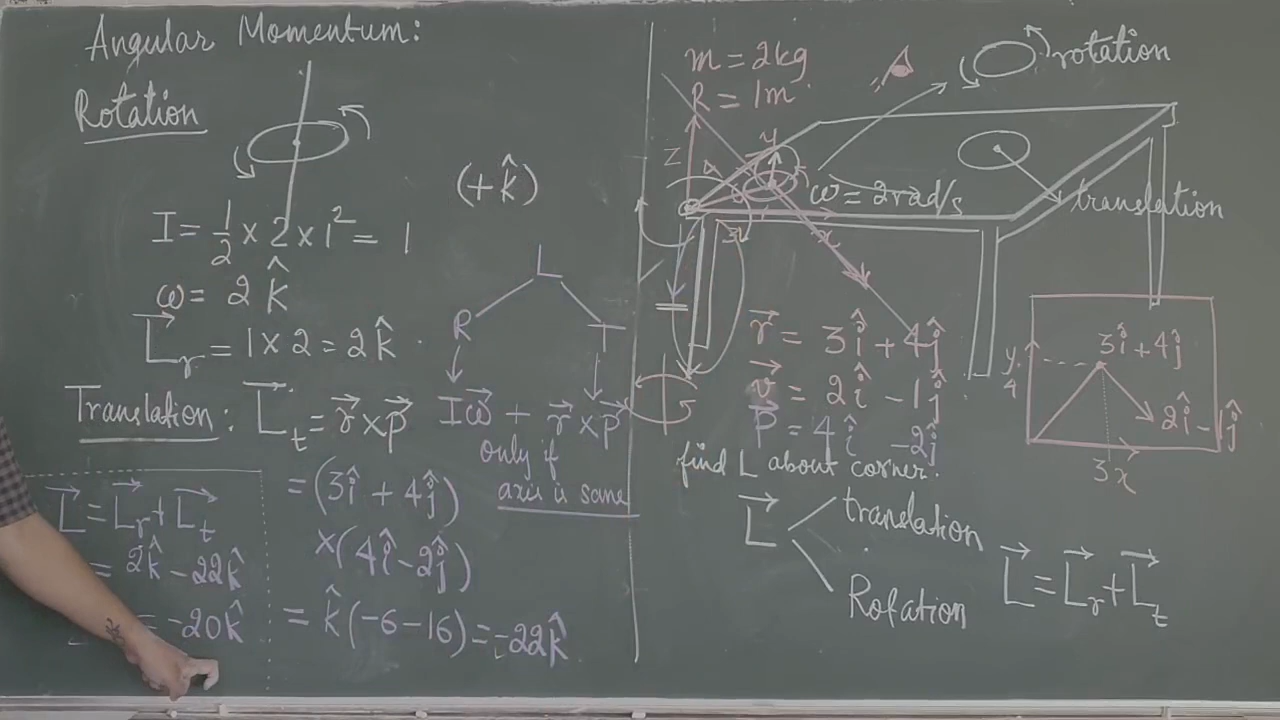 Angular Momentum:
Rotation
(+k̂)
I = 1/2 × 2 × 1² = 1
ω = 2 k̂
L⃗r = 1 × 2 = 2k̂
L
R T
Iω⃗ + r⃗ × p⃗
only if
axis is same
Translation: L⃗t = r⃗ × p⃗
= (3î + 4ĵ)
× (4î - 2ĵ)
= k̂(-6-16) = -22k̂
L⃗ = L⃗r + L⃗t
= 2k̂ - 22k̂
= -20k̂
m = 2kg
R = 1m
rotation
z
y
x
ω = 2rad/s
translation
r⃗ = 3î + 4ĵ
v⃗ = 2î - 1ĵ
P⃗ = 4î - 2ĵ
find L about corner.
y
4
3î + 4ĵ
2î - 1ĵ
3 x
L⃗
translation
Rotation
L⃗ = L⃗r + L⃗t